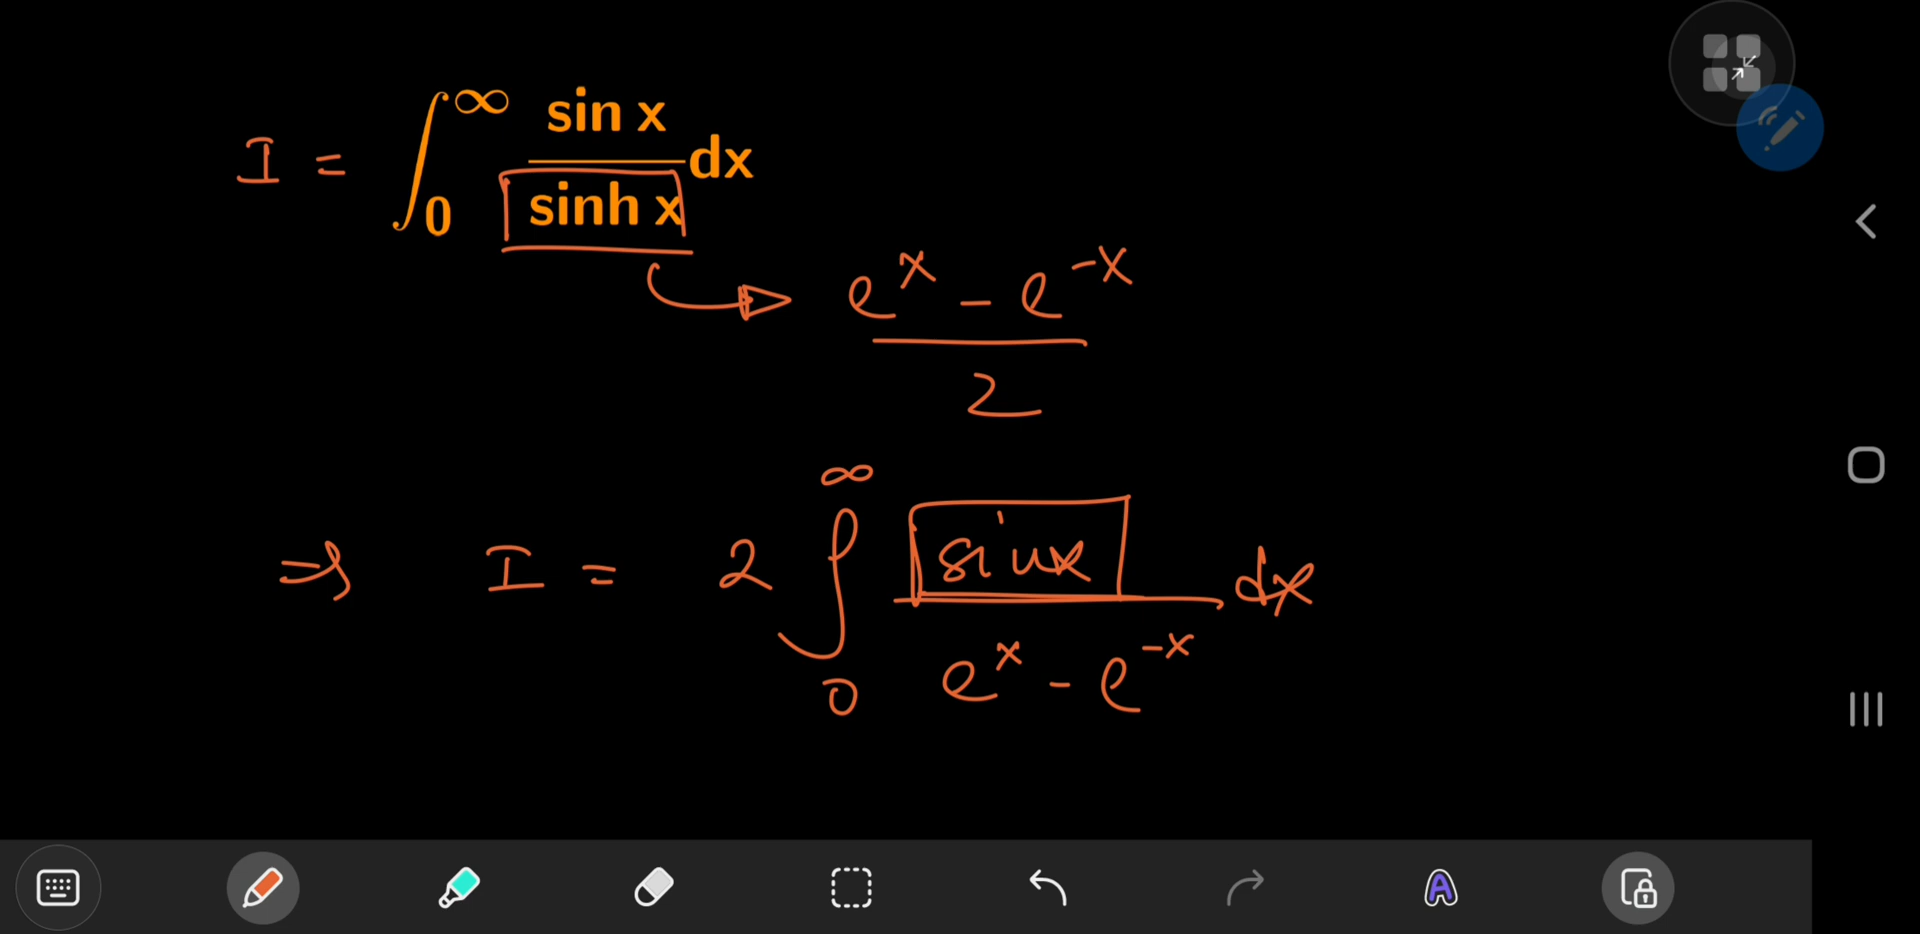 I = ∫₀^∞ sin x / sinh x dx
e^x - e^-x / 2
⇒ I = 2 ∫₀^∞ sin x / e^x - e^-x dx
A